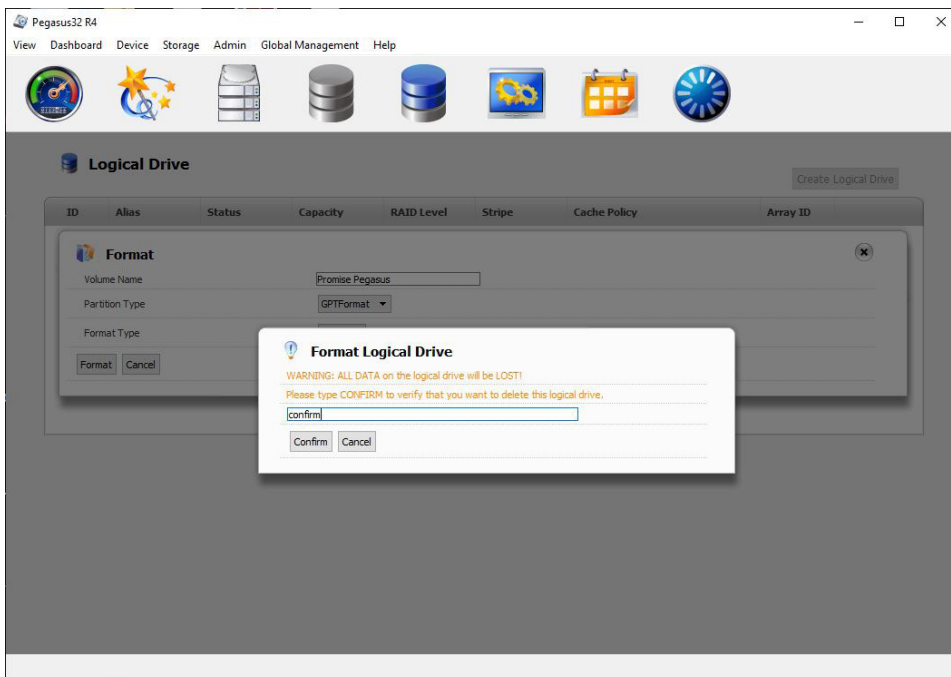 Pegasus32 R4
View Dashboard Device Storage Admin Global Management Help
Logical Drive
Create Logical Drive
ID Alias Status Capacity RAID Level Stripe Cache Policy Array ID
Format
Volume Name Promise Pegasus
Partition Type GPTFormat
Format Type
Format Cancel
Format Logical Drive
WARNING: ALL DATA on the logical drive will be LOST!
Please type CONFIRM to verify that you want to delete this logical drive.
confirm
Confirm Cancel